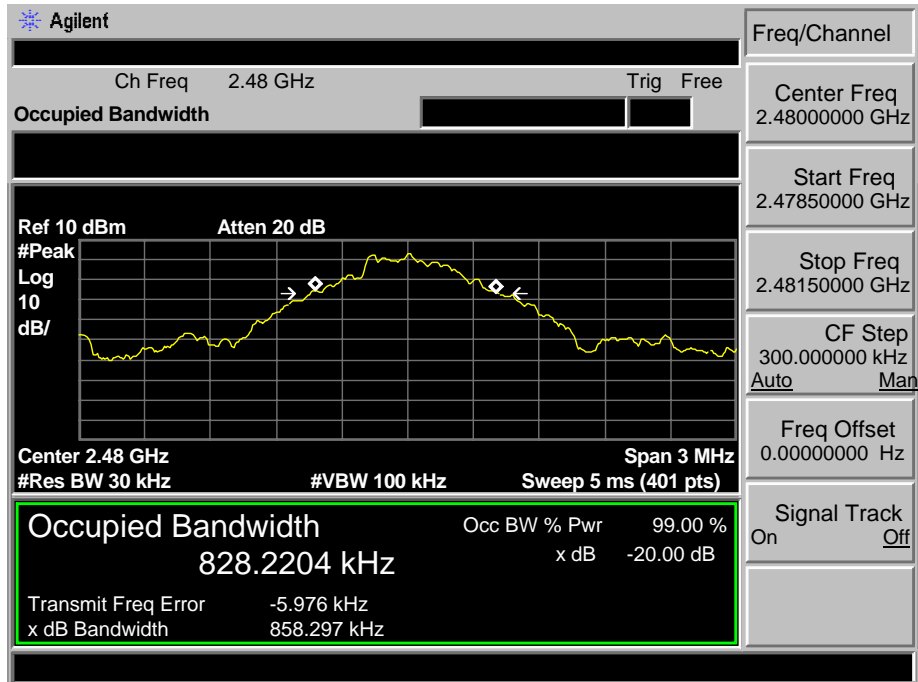 Agilent
Freq/Channel
Ch Freq 2.48 GHz Trig Free
Occupied Bandwidth
Center Freq
2.48000000 GHz
Start Freq
2.47850000 GHz
Stop Freq
2.48150000 GHz
CF Step
300.000000 kHz
Auto Man
Freq Offset
0.00000000 Hz
Signal Track
On Off
Ref 10 dBm Atten 20 dB
#Peak
Log
10
dB/
Center 2.48 GHz Span 3 MHz
#Res BW 30 kHz #VBW 100 kHz Sweep 5 ms (401 pts)
Occupied Bandwidth Occ BW % Pwr 99.00 %
828.2204 kHz x dB -20.00 dB
Transmit Freq Error -5.976 kHz
x dB Bandwidth 858.297 kHz